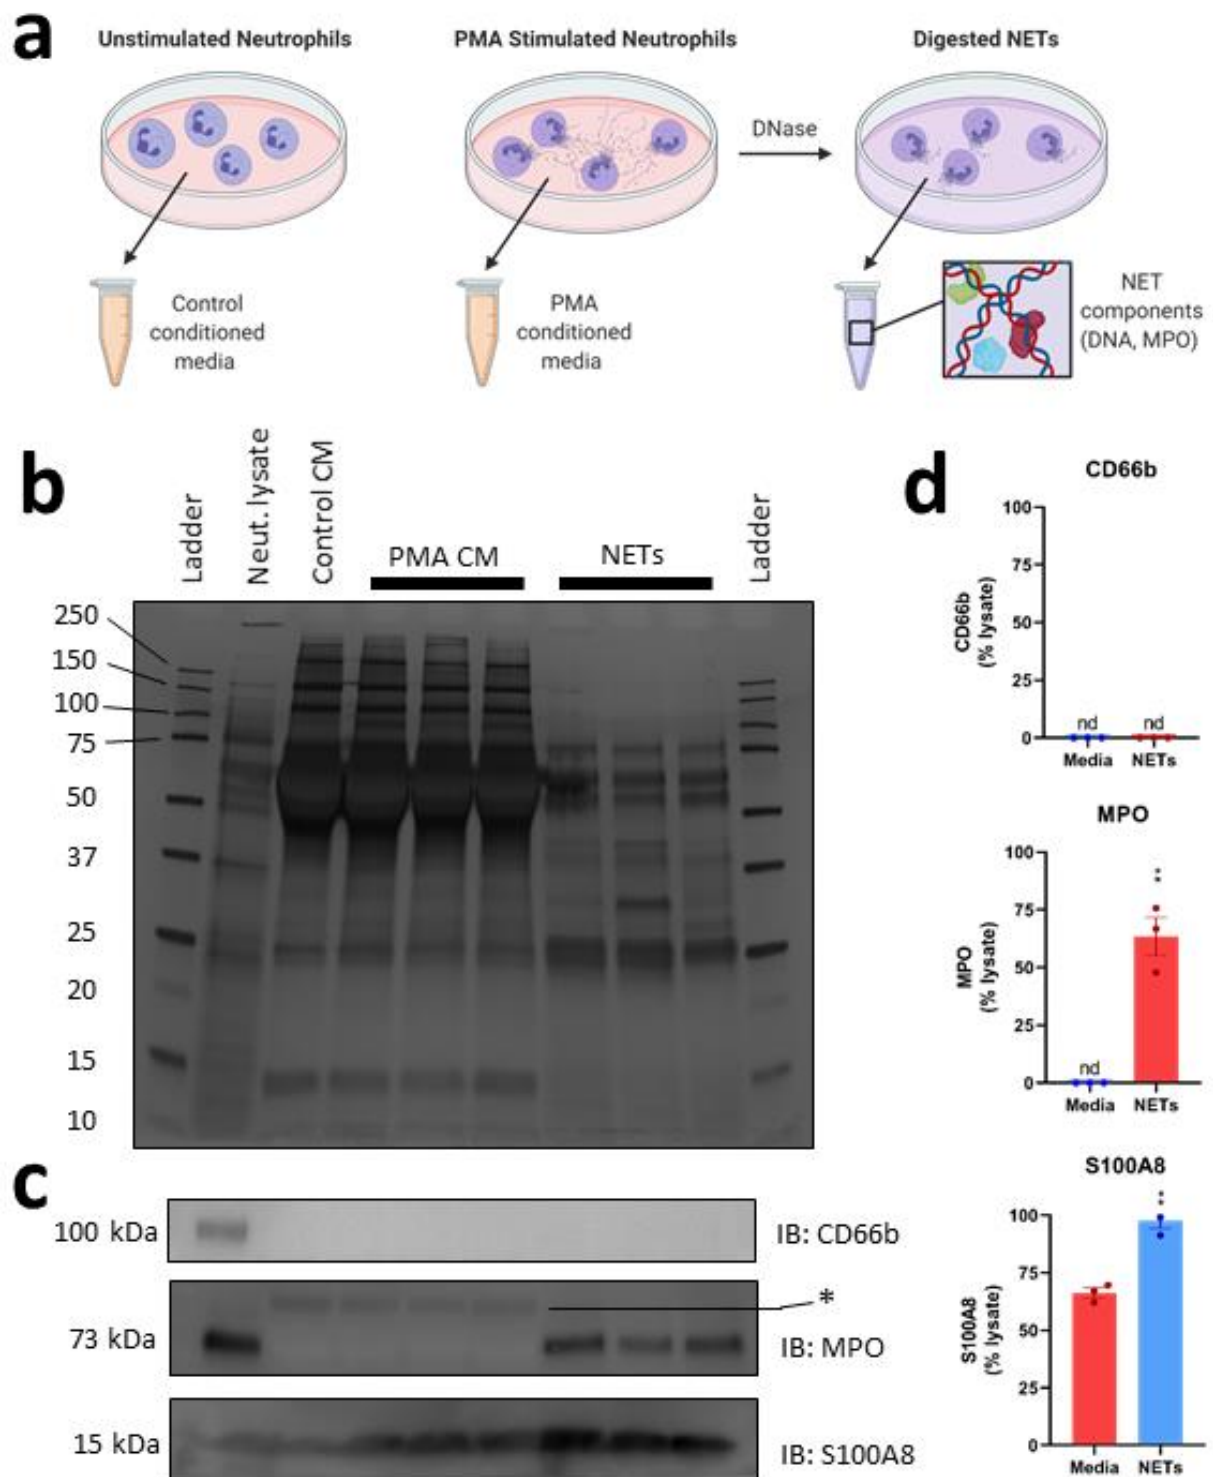 a
Unstimulated Neutrophils
PMA Stimulated Neutrophils
Digested NETs
DNase
Control
conditioned
media
PMA
conditioned
media
NET
components
(DNA, MPO)
b
Ladder
Neut. lysate
Control CM
PMA CM
NETs
Ladder
250
150
100
75
50
37
25
20
15
10
c
100 kDa
IB: CD66b
*
73 kDa
IB: MPO
15 kDa
IB: S100A8
d
CD66b
100
75
50
25
0
CD66b
(% lysate)
nd
nd
Media
NETs
MPO
100
75
50
25
0
MPO
(% lysate)
**
nd
Media
NETs
S100A8
100
75
50
25
0
S100A8
(% lysate)
**
Media
NETs